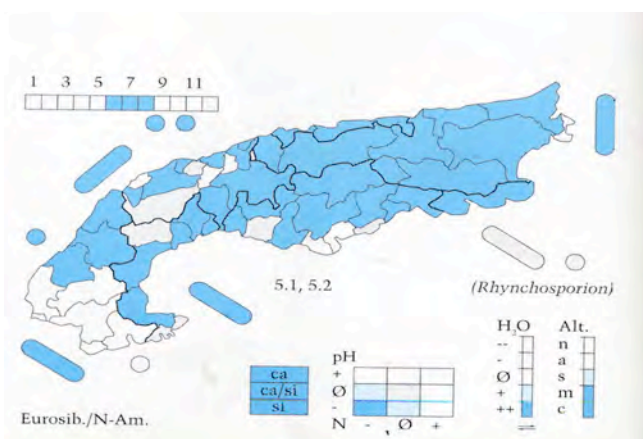 1 3 5 7 9 11
5.1, 5.2
(Rhynchosporion)
H₂O Alt.
-- n
- a
Ø s
+ m
++ c
⇌
pH
+
Ø
-
N - , Ø +
ca
ca/si
si
Eurosib./N-Am.